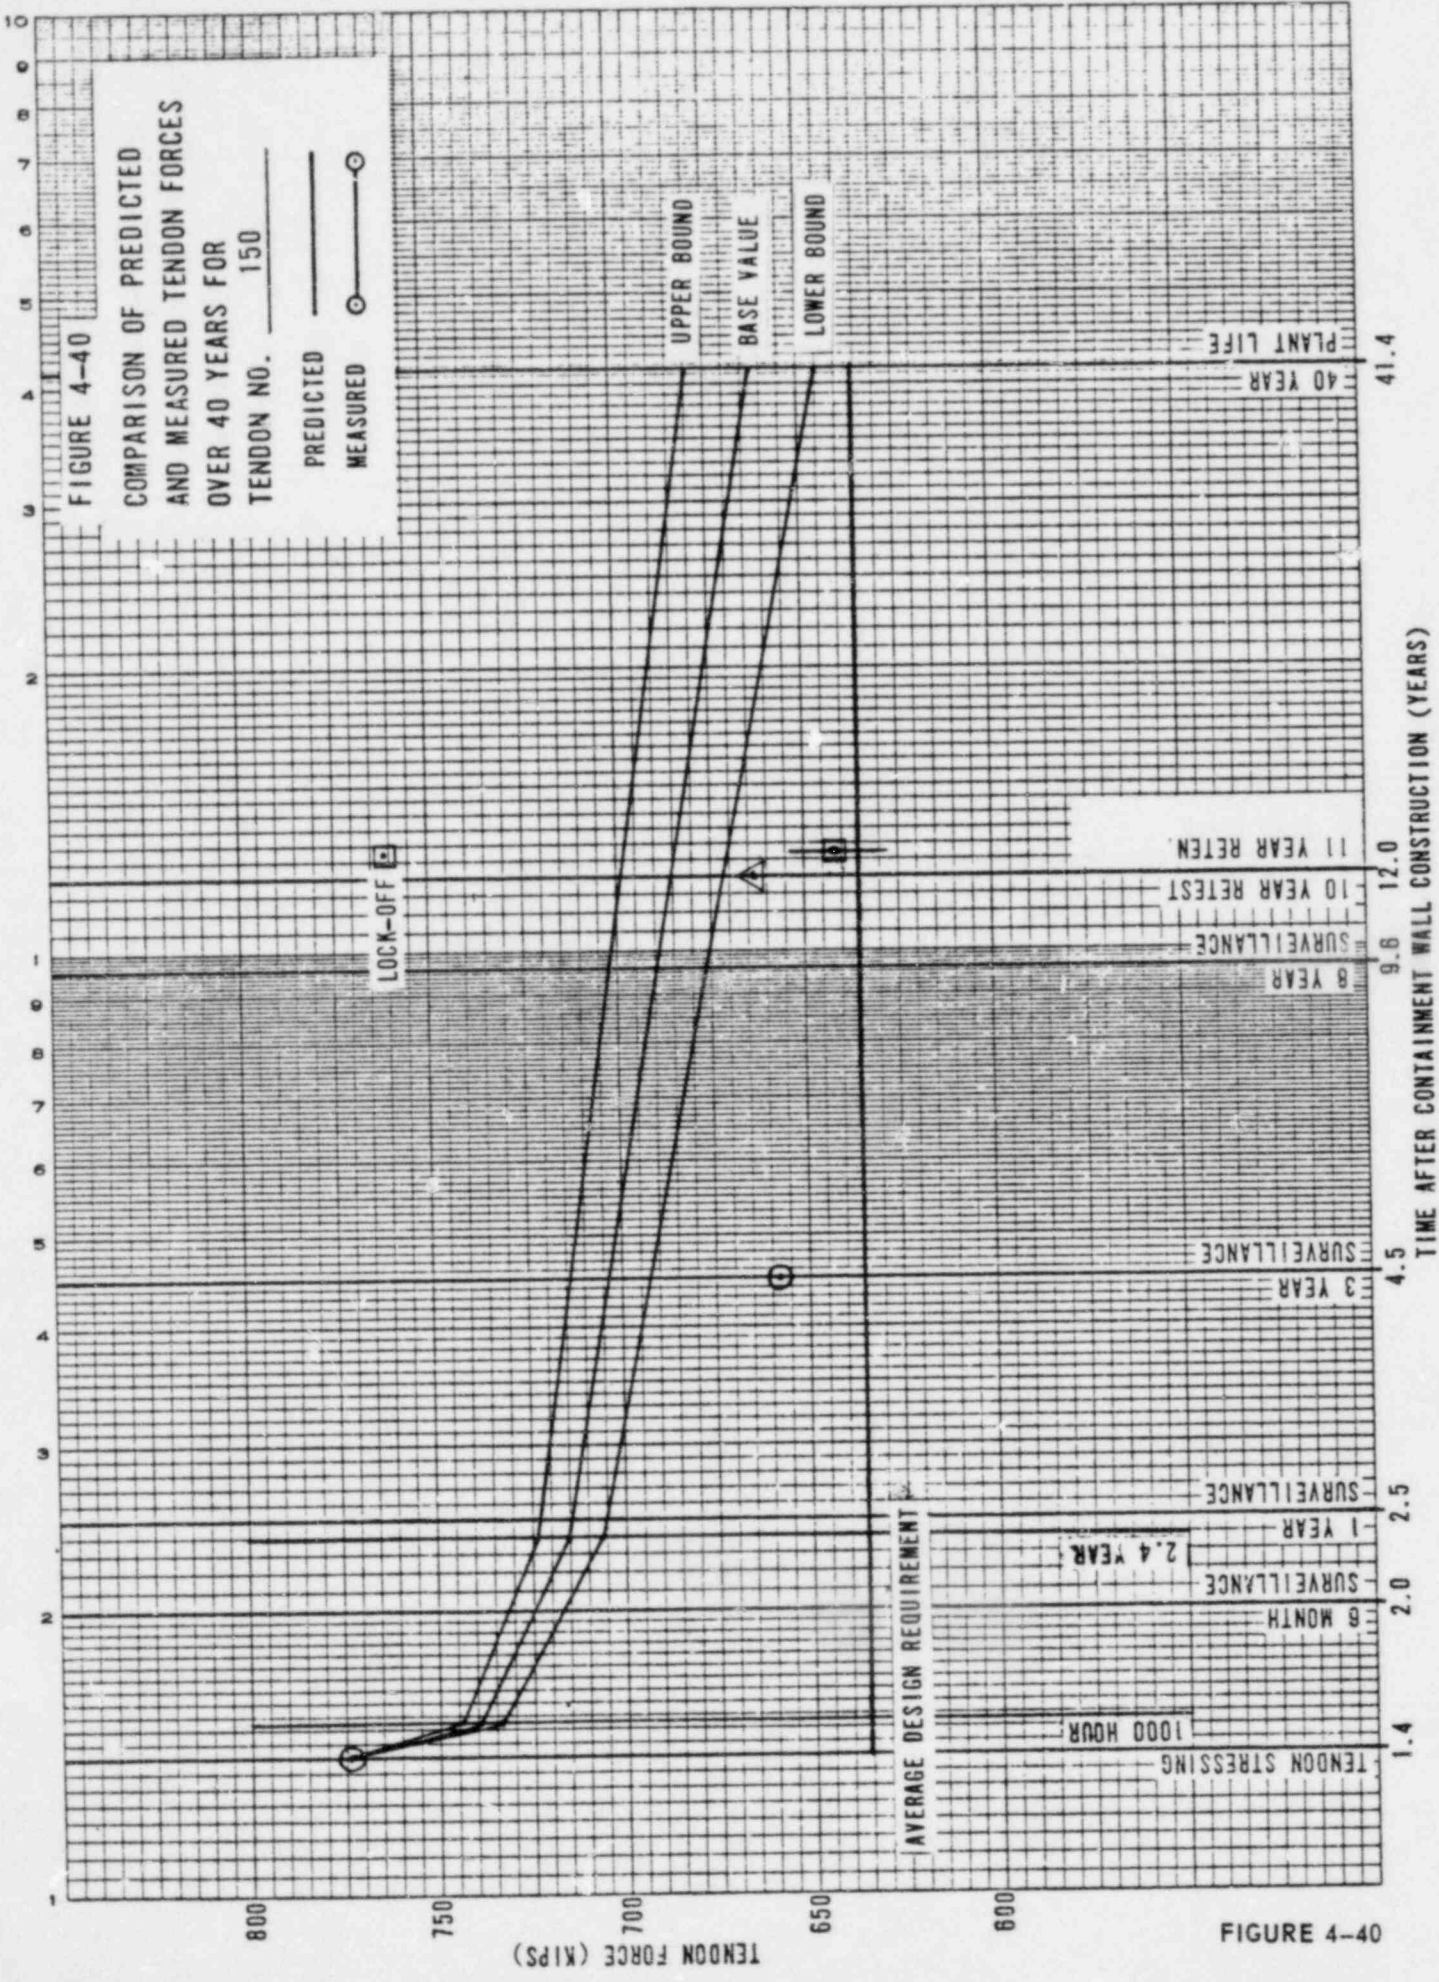 FIGURE 4-40
COMPARISON OF PREDICTED
AND MEASURED TENDON FORCES
OVER 40 YEARS FOR
TENDON NO. 150
PREDICTED
MEASURED
1 2 3 4 5 6 7 8 9 1 2 3 4 5 6 7 8 9 10
TENDON FORCE (KIPS)
800
750
700
650
600
LOCK-OFF
UPPER BOUND
BASE VALUE
LOWER BOUND
AVERAGE DESIGN REQUIREMENT
TENDON STRESSING
1000 HOUR
6 MONTH
SURVEILLANCE
2.4 YEAR
1 YEAR
SURVEILLANCE
3 YEAR
SURVEILLANCE
8 YEAR
SURVEILLANCE
10 YEAR RETEST
11 YEAR RETEN.
40 YEAR
PLANT LIFE
1.4 2.0 2.5 4.5 9.6 12.0 41.4
TIME AFTER CONTAINMENT WALL CONSTRUCTION (YEARS)
FIGURE 4-40